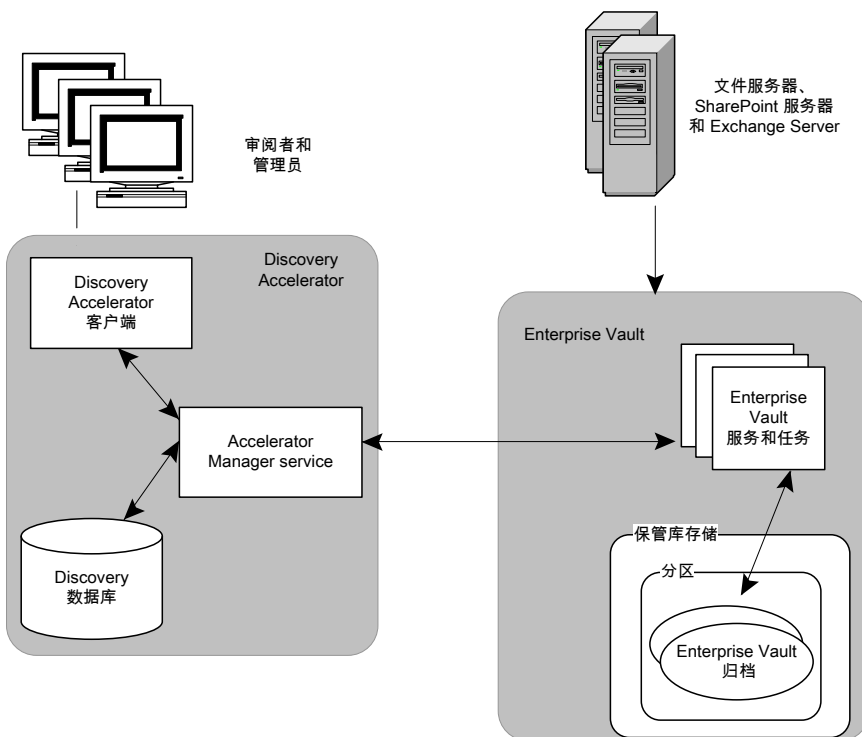 审阅者和
管理员
文件服务器、
SharePoint 服务器
和 Exchange Server
Discovery
Accelerator
Discovery
Accelerator
客户端
Accelerator
Manager service
Discovery
数据库
Enterprise Vault
Enterprise
Vault
服务和任务
保管库存储
分区
Enterprise Vault
归档